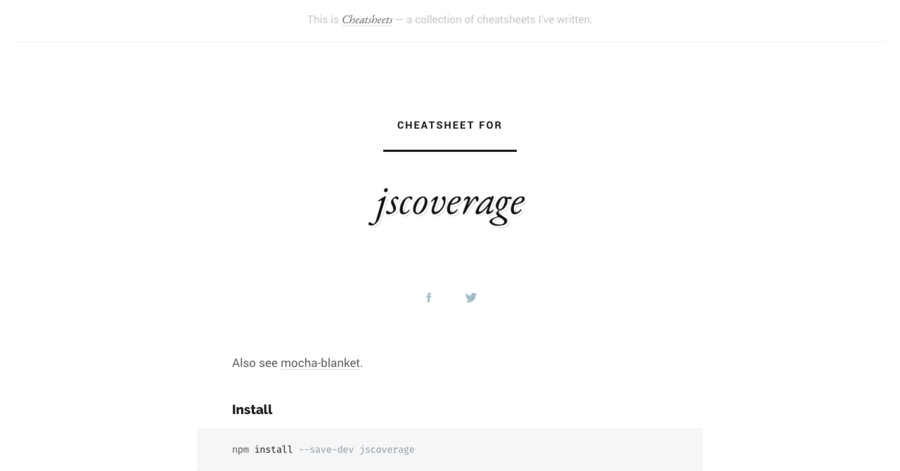 This is Cheatsheets — a collection of cheatsheets I've written.
CHEATSHEET FOR
jscoverage
Also see mocha-blanket.
Install
npm install --save-dev jscoverage